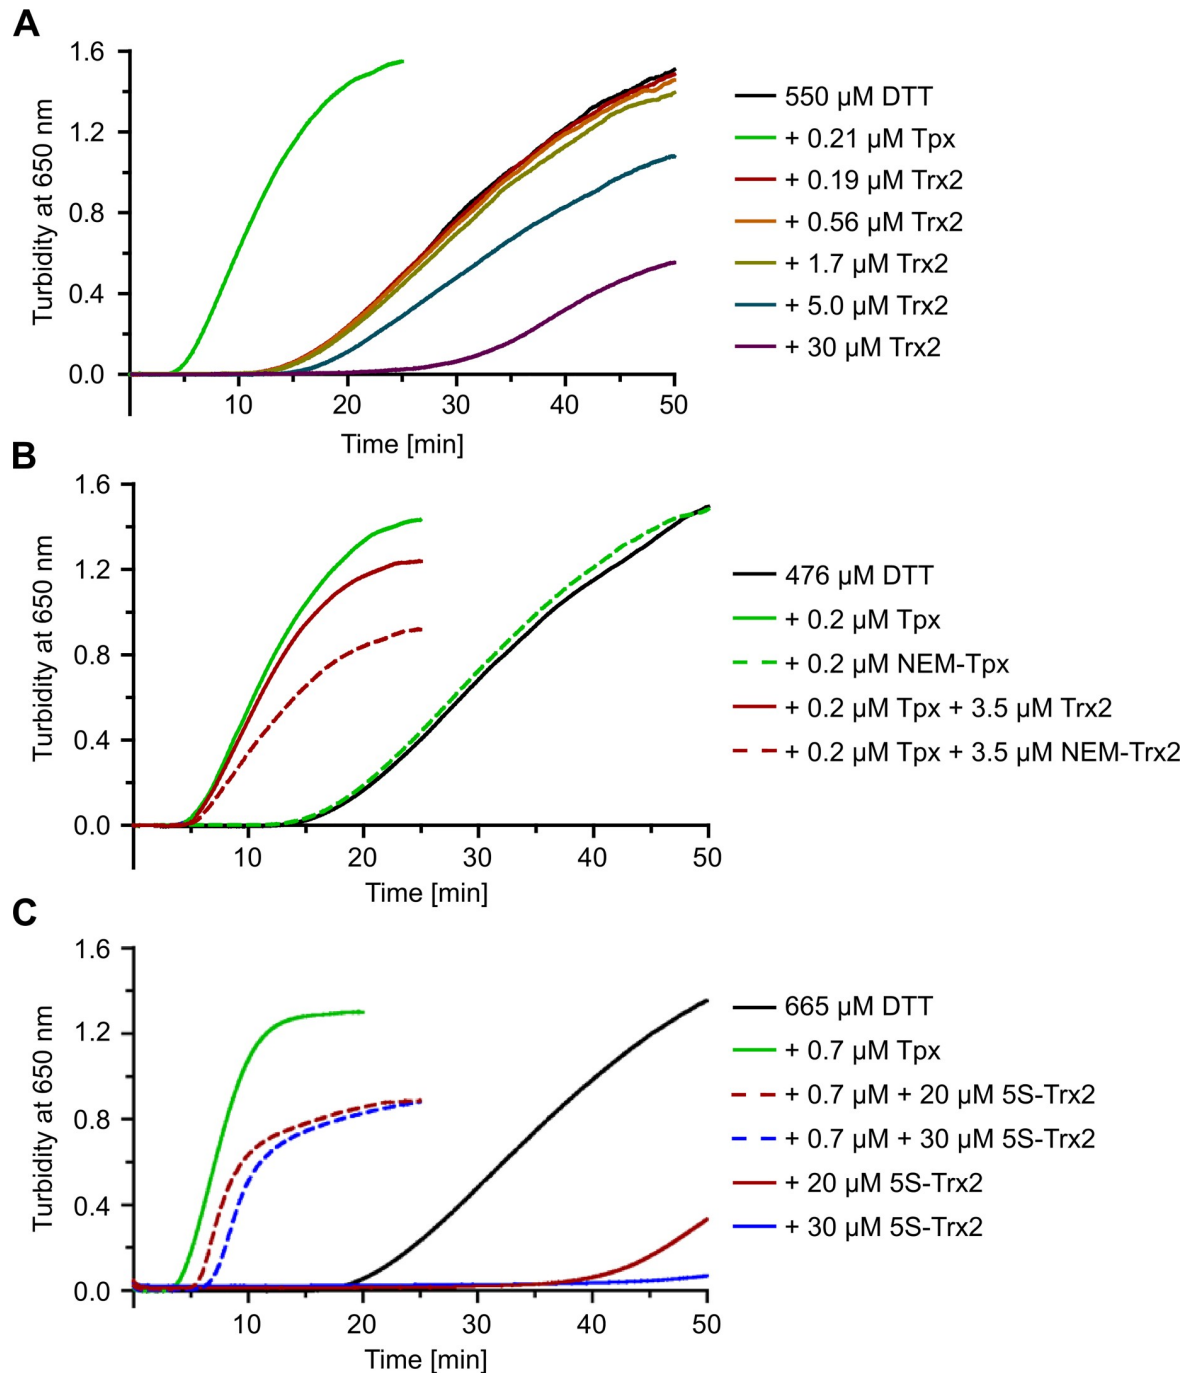 A
1.6
1.2
0.8
0.4
0.0
Turbidity at 650 nm
10 20 30 40 50
Time [min]
550 µM DTT
+ 0.21 µM Tpx
+ 0.19 µM Trx2
+ 0.56 µM Trx2
+ 1.7 µM Trx2
+ 5.0 µM Trx2
+ 30 µM Trx2
B
1.6
1.2
0.8
0.4
0.0
Turbidity at 650 nm
10 20 30 40 50
Time [min]
476 µM DTT
+ 0.2 µM Tpx
+ 0.2 µM NEM-Tpx
+ 0.2 µM Tpx + 3.5 µM Trx2
+ 0.2 µM Tpx + 3.5 µM NEM-Trx2
C
1.6
1.2
0.8
0.4
0.0
Turbidity at 650 nm
10 20 30 40 50
Time [min]
665 µM DTT
+ 0.7 µM Tpx
+ 0.7 µM + 20 µM 5S-Trx2
+ 0.7 µM + 30 µM 5S-Trx2
+ 20 µM 5S-Trx2
+ 30 µM 5S-Trx2